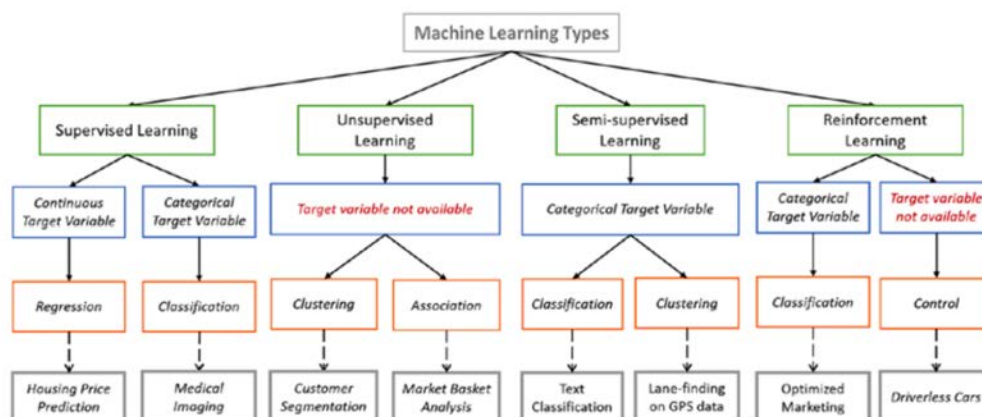 Machine Learning Types
Supervised Learning
Unsupervised
Learning
Semi-supervised
Learning
Reinforcement
Learning
Continuous
Target Variable
Categorical
Target Variable
Target variable not available
Categorical Target Variable
Categorical
Target Variable
Target variable
not available
Regression
Classification
Clustering
Association
Classification
Clustering
Classification
Control
Housing Price
Prediction
Medical
Imaging
Customer
Segmentation
Market Basket
Analysis
Text
Classification
Lane-finding
on GPS data
Optimized
Marketing
Driverless Cars